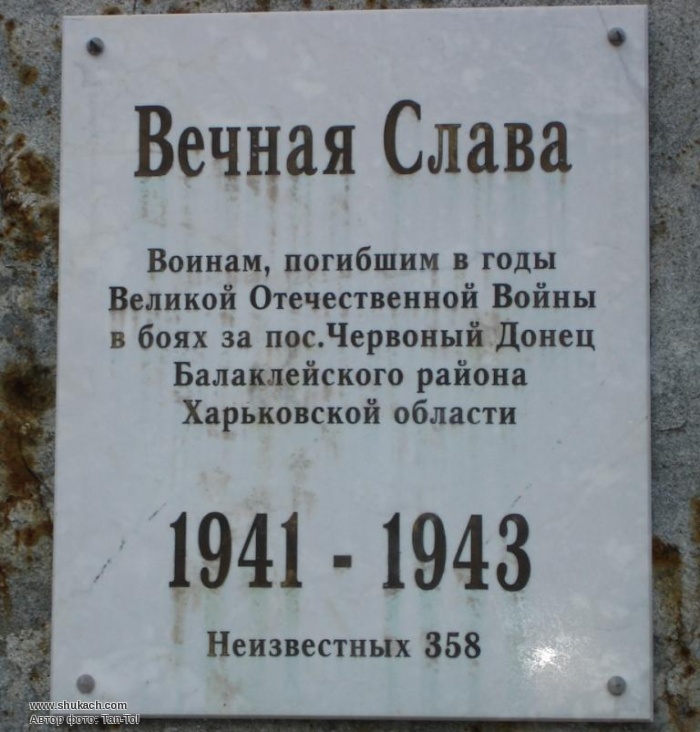 Вечная Слава
Воинам, погибшим в годы
Великой Отечественной Войны
в боях за пос.Червоный Донец
Балаклейского района
Харьковской области
1941 - 1943
Неизвестных 358
www.shukach.com
Автор фото: Tan-Tol